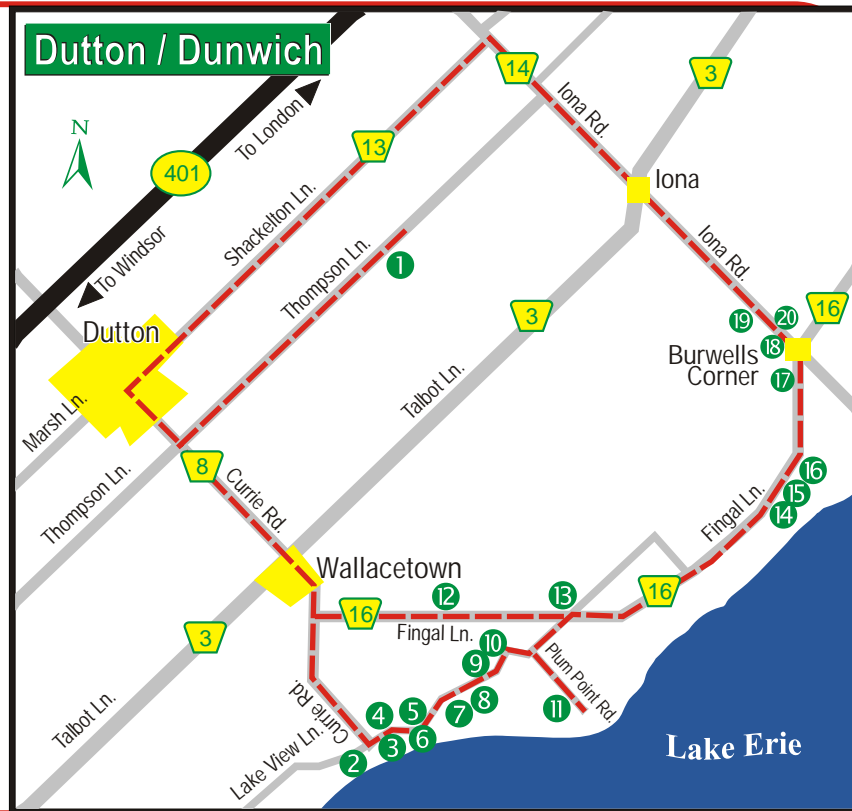 Dutton / Dunwich
N
To London
401
To Windsor
14
3
Iona Rd.
13
Shackelton Ln.
Iona
Thompson Ln.
1
Iona Rd.
3
19
20
16
18
Burwells
Corner
17
Dutton
Marsh Ln.
Talbot Ln.
8
Currie Rd.
Thompson Ln.
Fingal Ln.
16
15
14
Wallacetown
16
12
13
16
Fingal Ln.
3
10
9
Plum Point Rd.
8
7
11
Talbot Ln.
Currie Rd.
4
5
3
6
2
Lake View Ln.
Lake Erie